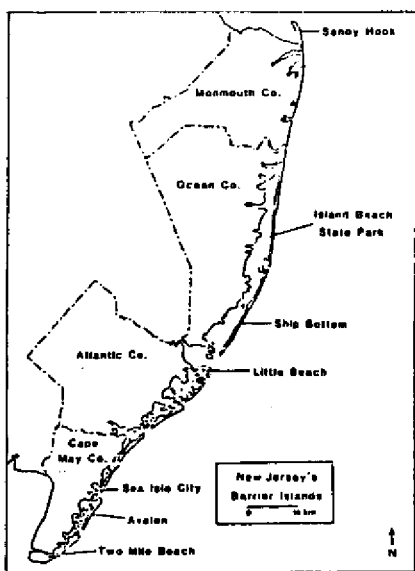 Sandy Hook
Monmouth Co.
Ocean Co.
Island Beach
State Park
Ship Bottom
Atlantic Co.
Little Beach
Cape
May Co.
Sea Isle City
New Jersey's
Barrier Islands
0
Avalon
Two Mile Beach
N